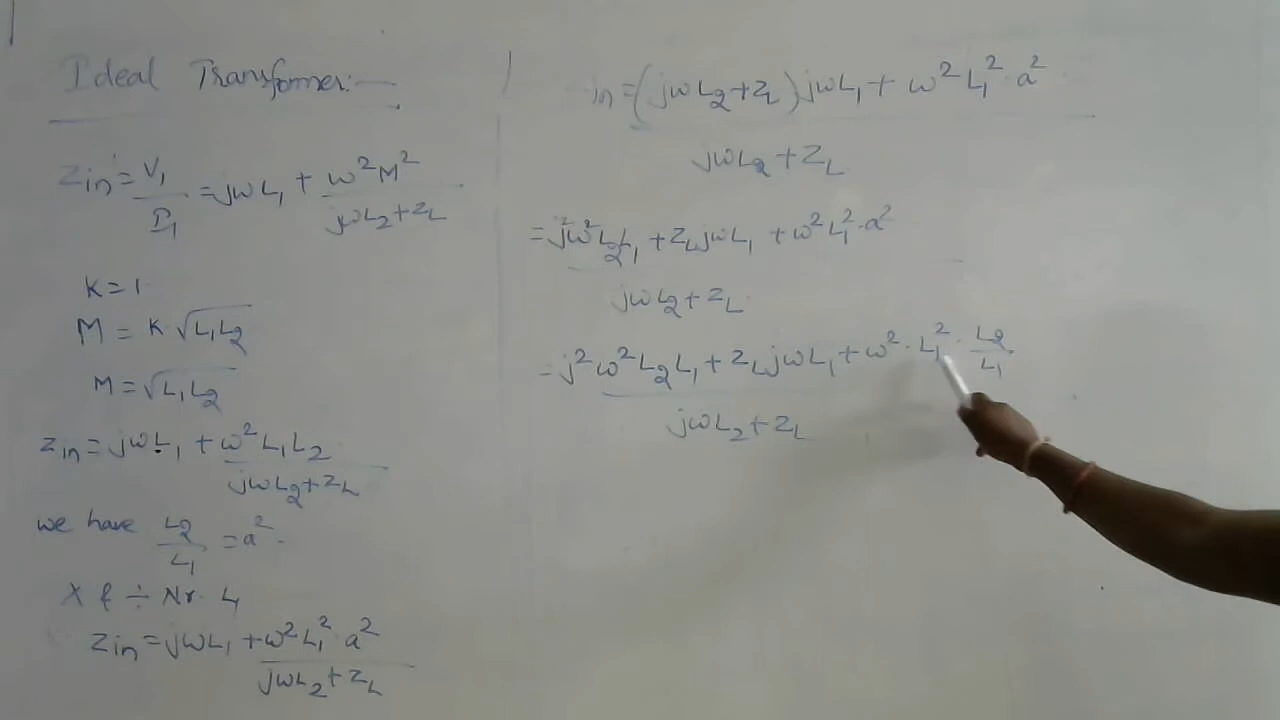 Ideal Transformer:-
Zin = V₁/I₁ = jωL₁ + ω²M²/jωL₂+ZL
K = 1
M = K √L₁L₂
M = √L₁L₂
Zin = jωL₁ + ω²L₁L₂/jωL₂+ZL
we have L₂/L₁ = a².
X & ÷ Nr. L₁
Zin = jωL₁ + ω²L₁².a²/jωL₂+ZL
in = (jωL₂+ZL)jωL₁ + ω²L₁².a²
jωL₂+ZL
= j²ω²L₂L₁ + ZLjωL₁ + ω²L₁².a²
jωL₂+ZL
= j²ω²L₂L₁ + ZLjωL₁ + ω².L₁².L₂/L₁
jωL₂+ZL